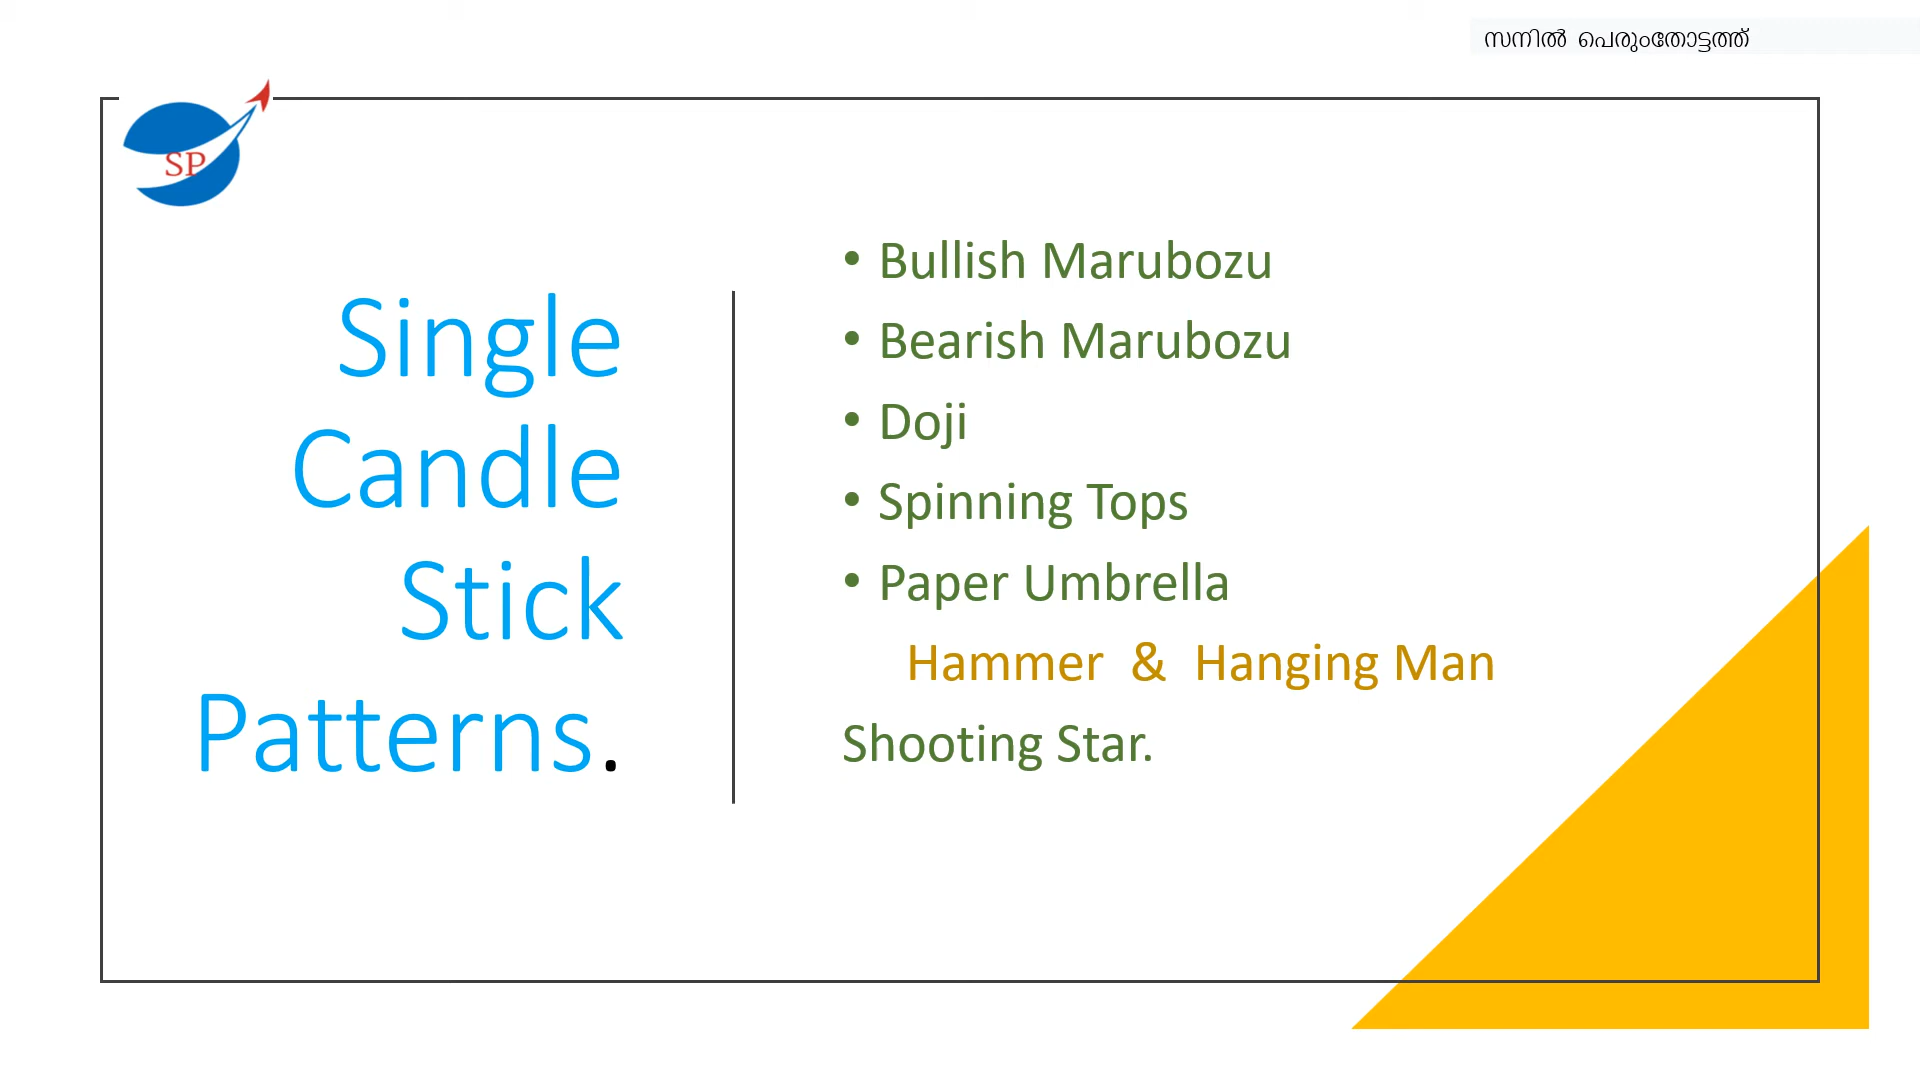 സനിൽ പെരുംതോട്ടത്ത്
SP
Single
Candle
Stick
Patterns.
• Bullish Marubozu
• Bearish Marubozu
• Doji
• Spinning Tops
• Paper Umbrella
Hammer & Hanging Man
Shooting Star.